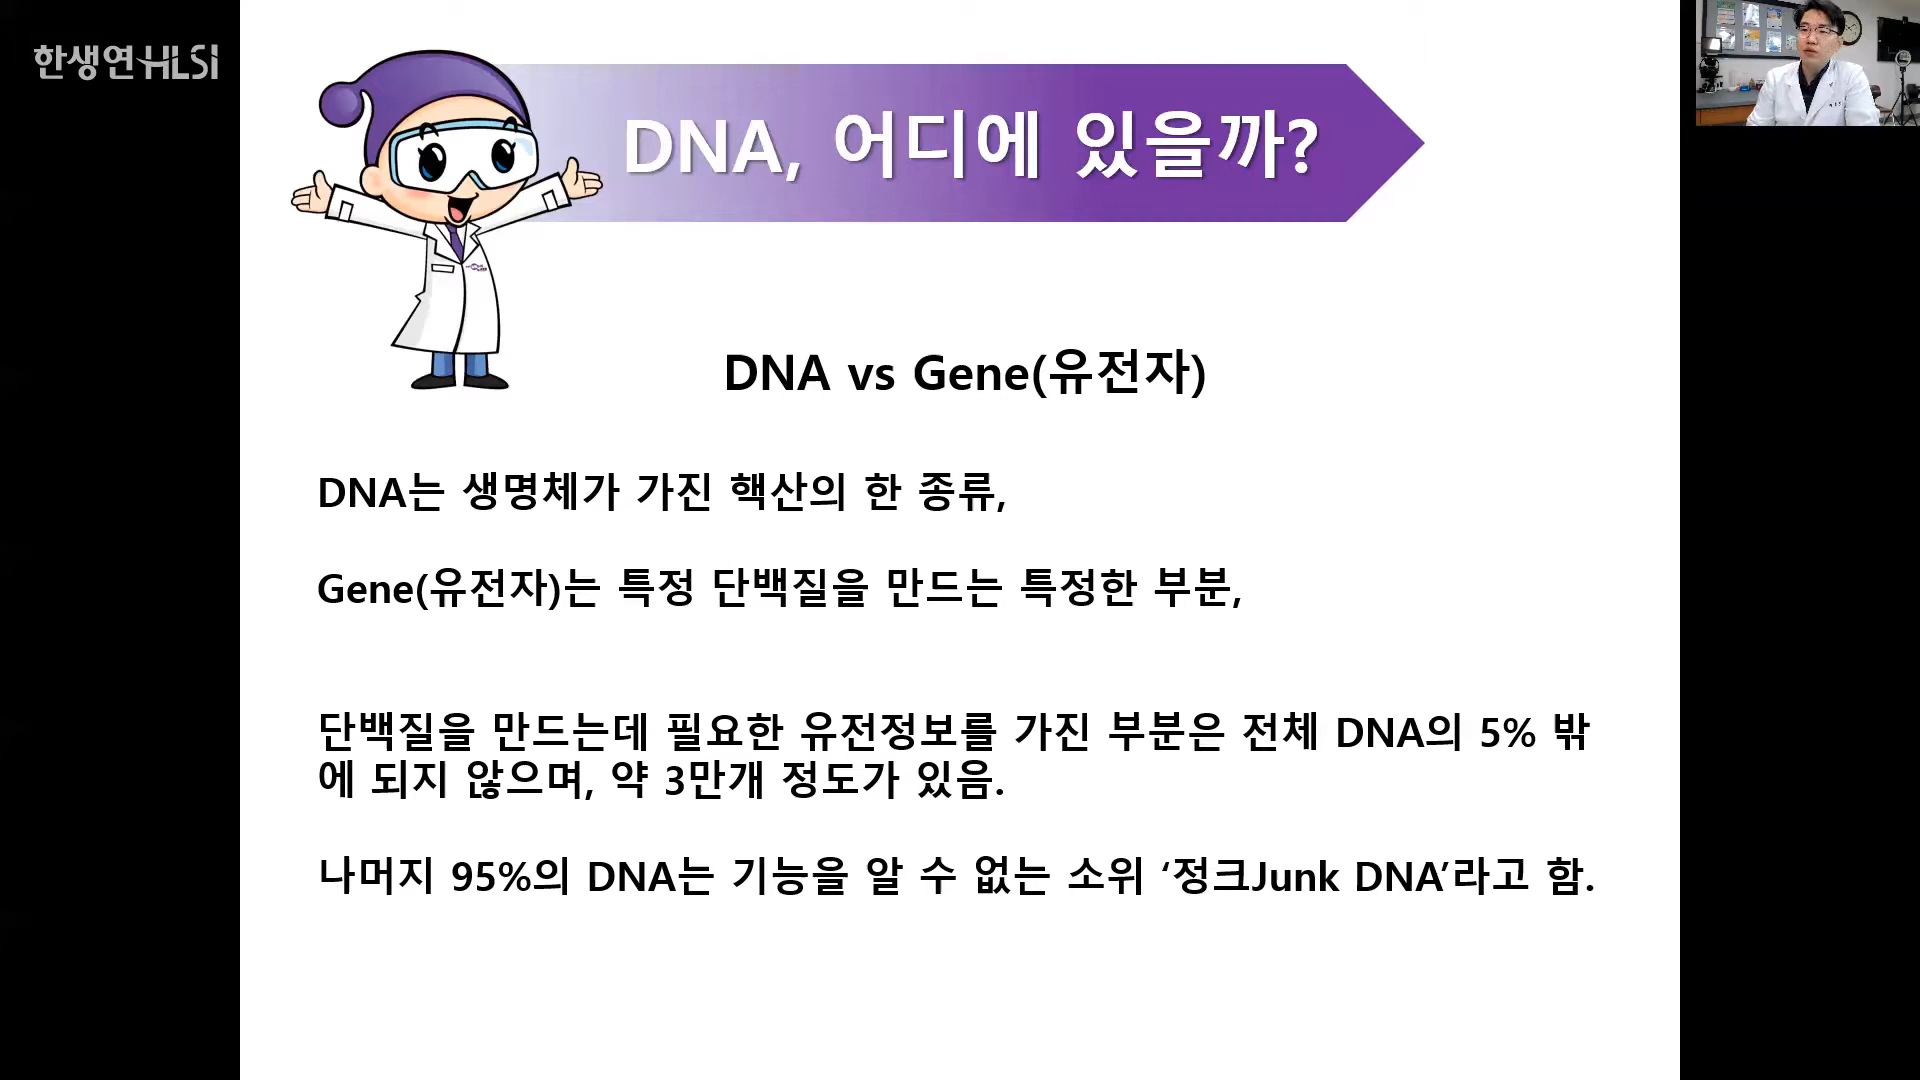 한생연HLSI
DNA, 어디에 있을까?
DNA vs Gene(유전자)
DNA는 생명체가 가진 핵산의 한 종류,
Gene(유전자)는 특정 단백질을 만드는 특정한 부분,
단백질을 만드는데 필요한 유전정보를 가진 부분은 전체 DNA의 5% 밖
에 되지 않으며, 약 3만개 정도가 있음.
나머지 95%의 DNA는 기능을 알 수 없는 소위 ‘정크Junk DNA’라고 함.